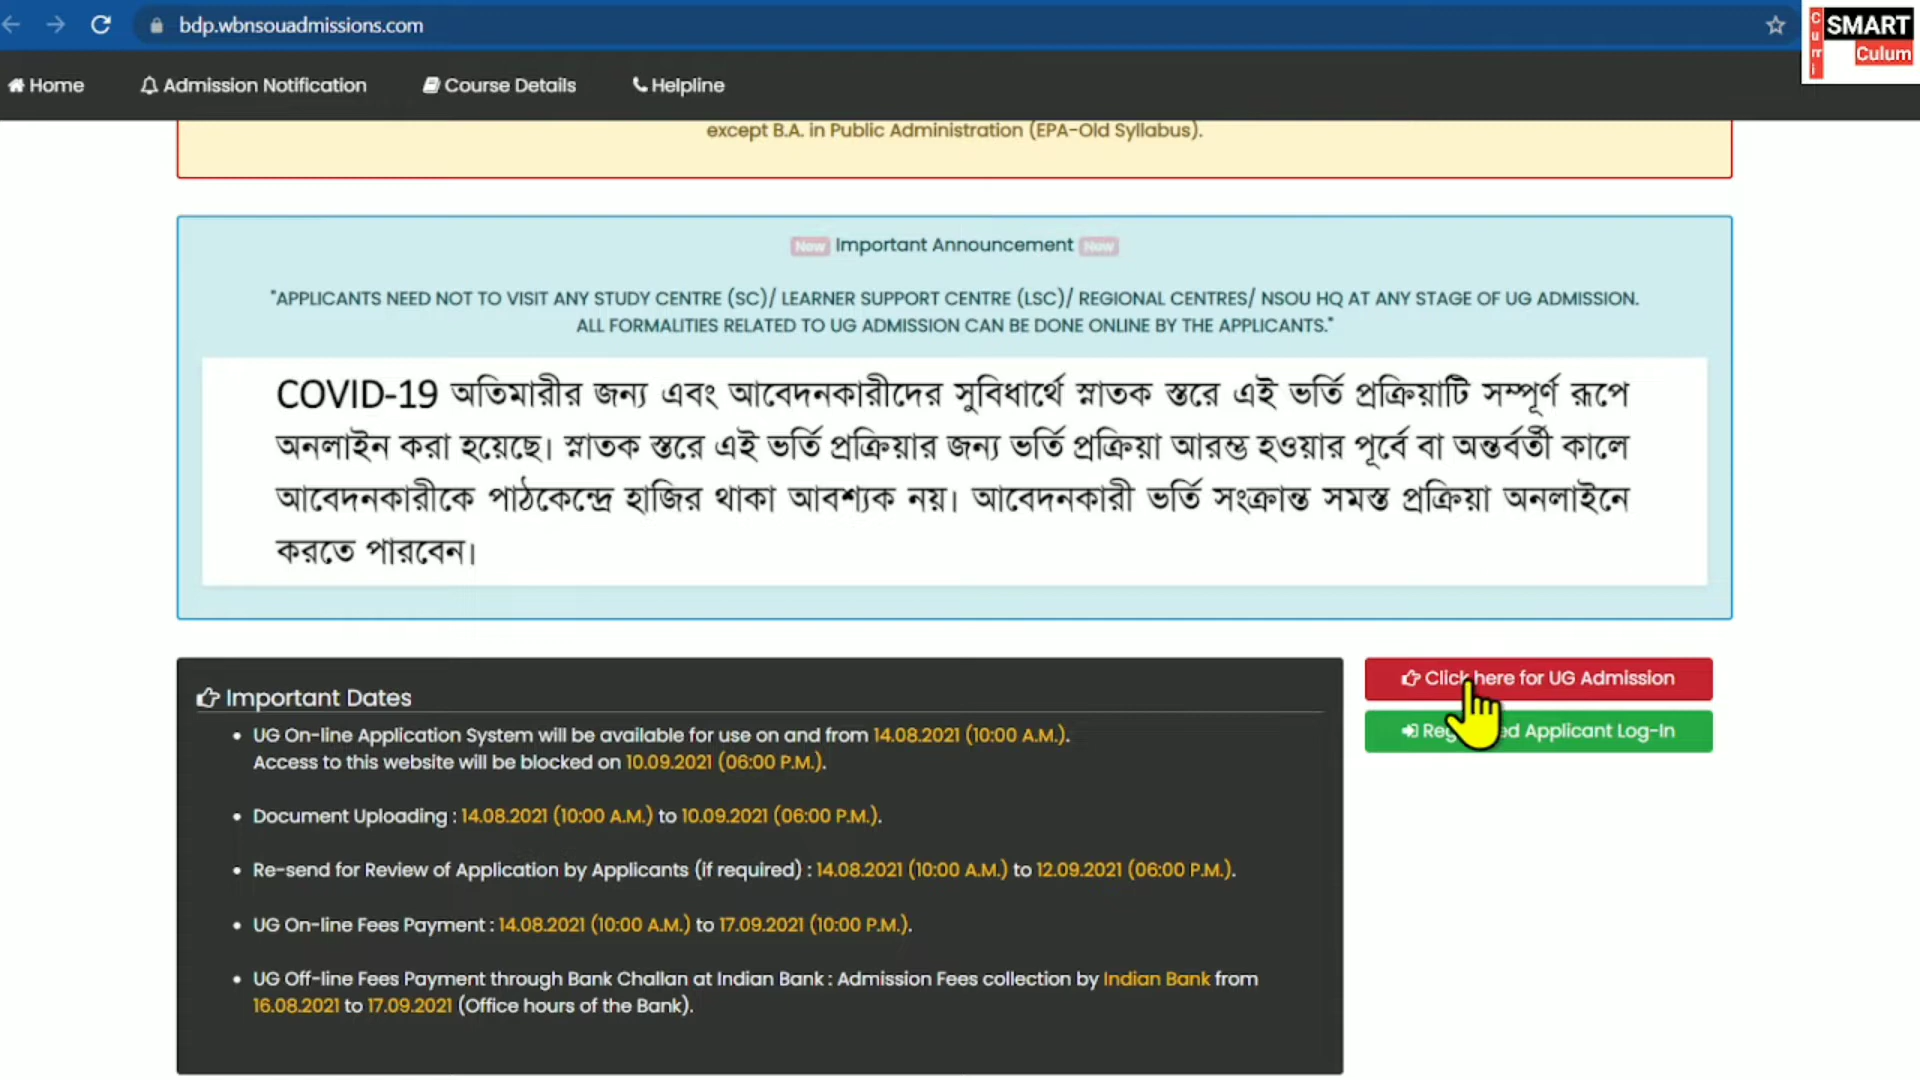 bdp.wbnsouadmissions.com
SMART
Curri
Culum
Home Admission Notification Course Details Helpline
except B.A. in Public Administration (EPA-Old Syllabus).
New Important Announcement New
"APPLICANTS NEED NOT TO VISIT ANY STUDY CENTRE (SC)/ LEARNER SUPPORT CENTRE (LSC)/ REGIONAL CENTRES/ NSOU HQ AT ANY STAGE OF UG ADMISSION.
ALL FORMALITIES RELATED TO UG ADMISSION CAN BE DONE ONLINE BY THE APPLICANTS."
COVID-19 অতিমারীর জন্য এবং আবেদনকারীদের সুবিধার্থে স্নাতক স্তরে এই ভর্তি প্রক্রিয়াটি সম্পূর্ণ রূপে
অনলাইন করা হয়েছে। স্নাতক স্তরে এই ভর্তি প্রক্রিয়ার জন্য ভর্তি প্রক্রিয়া আরম্ভ হওয়ার পূর্বে বা অন্তর্বর্তী কালে
আবেদনকারীকে পাঠকেন্দ্রে হাজির থাকা আবশ্যক নয়। আবেদনকারী ভর্তি সংক্রান্ত সমস্ত প্রক্রিয়া অনলাইনে
করতে পারবেন।
Important Dates
UG On-line Application System will be available for use on and from 14.08.2021 (10:00 A.M.).
Access to this website will be blocked on 10.09.2021 (06:00 P.M.).
Document Uploading : 14.08.2021 (10:00 A.M.) to 10.09.2021 (06:00 P.M.).
Re-send for Review of Application by Applicants (if required) : 14.08.2021 (10:00 A.M.) to 12.09.2021 (06:00 P.M.).
UG On-line Fees Payment : 14.08.2021 (10:00 A.M.) to 17.09.2021 (10:00 P.M.).
UG Off-line Fees Payment through Bank Challan at Indian Bank : Admission Fees collection by Indian Bank from
16.08.2021 to 17.09.2021 (Office hours of the Bank).
Click here for UG Admission
Applicant Log-In